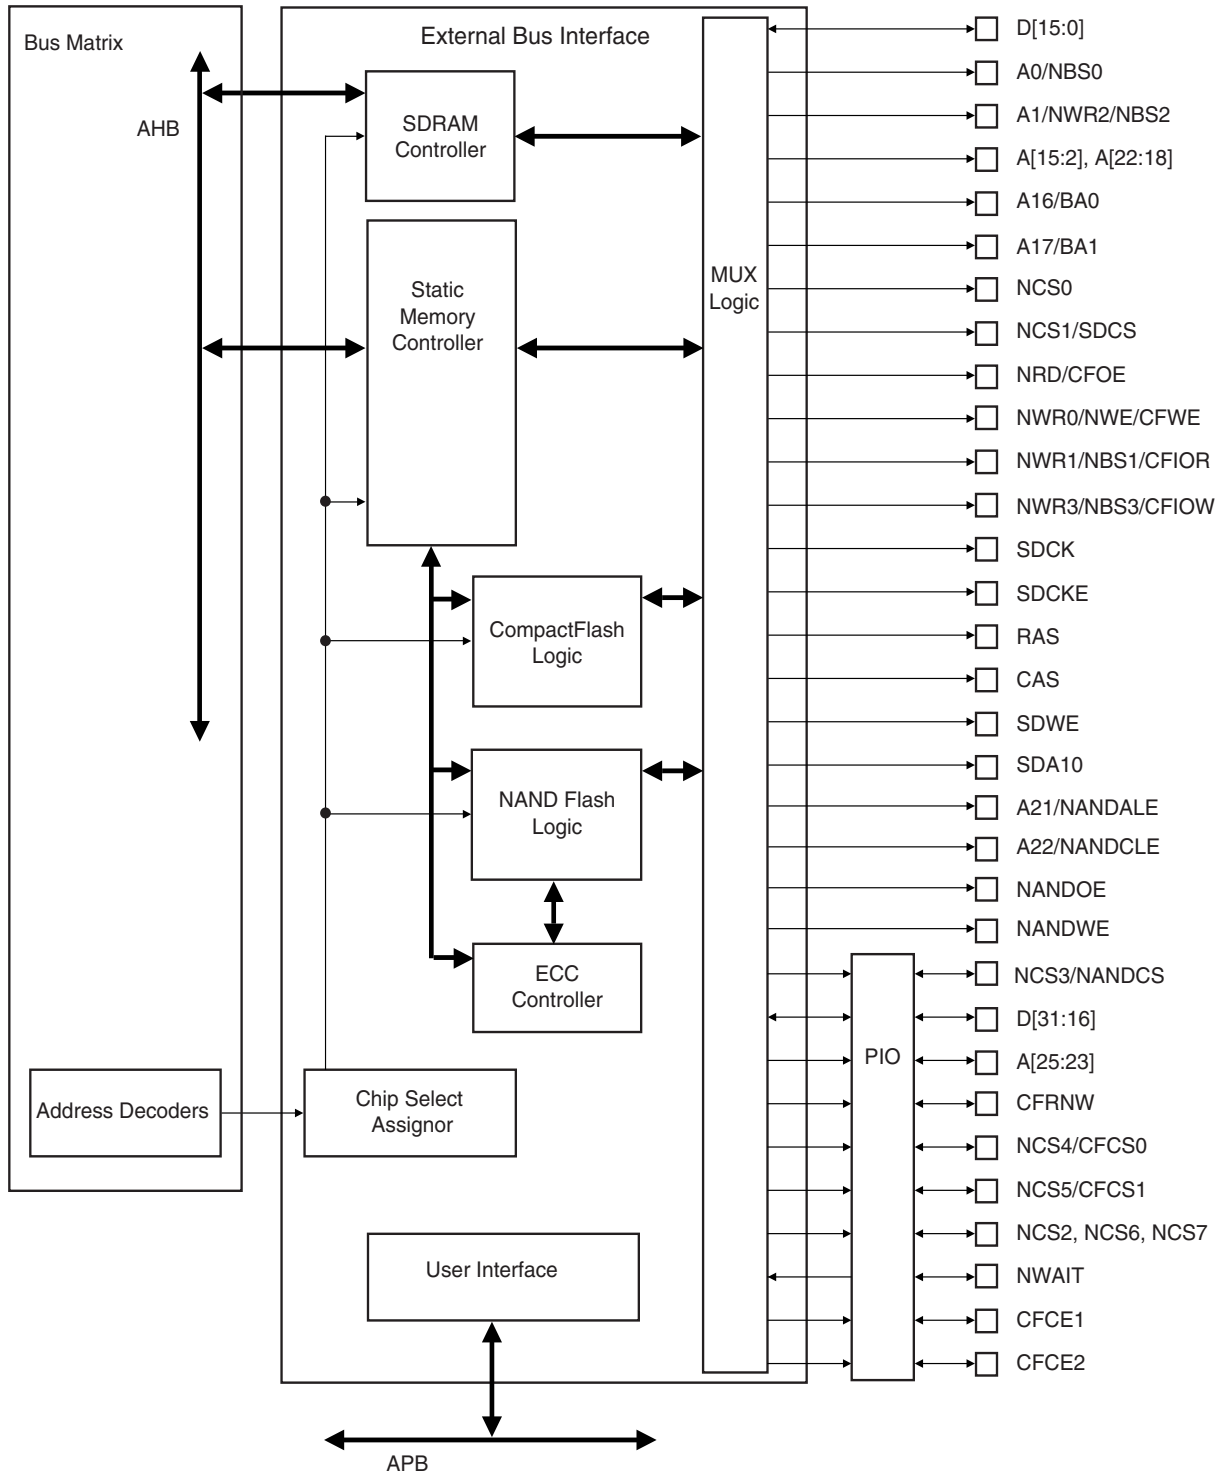 Bus Matrix
AHB
Address Decoders
External Bus Interface
SDRAM
Controller
Static
Memory
Controller
CompactFlash
Logic
NAND Flash
Logic
ECC
Controller
Chip Select
Assignor
User Interface
APB
MUX
Logic
PIO
D[15:0]
A0/NBS0
A1/NWR2/NBS2
A[15:2], A[22:18]
A16/BA0
A17/BA1
NCS0
NCS1/SDCS
NRD/CFOE
NWR0/NWE/CFWE
NWR1/NBS1/CFIOR
NWR3/NBS3/CFIOW
SDCK
SDCKE
RAS
CAS
SDWE
SDA10
A21/NANDALE
A22/NANDCLE
NANDOE
NANDWE
NCS3/NANDCS
D[31:16]
A[25:23]
CFRNW
NCS4/CFCS0
NCS5/CFCS1
NCS2, NCS6, NCS7
NWAIT
CFCE1
CFCE2